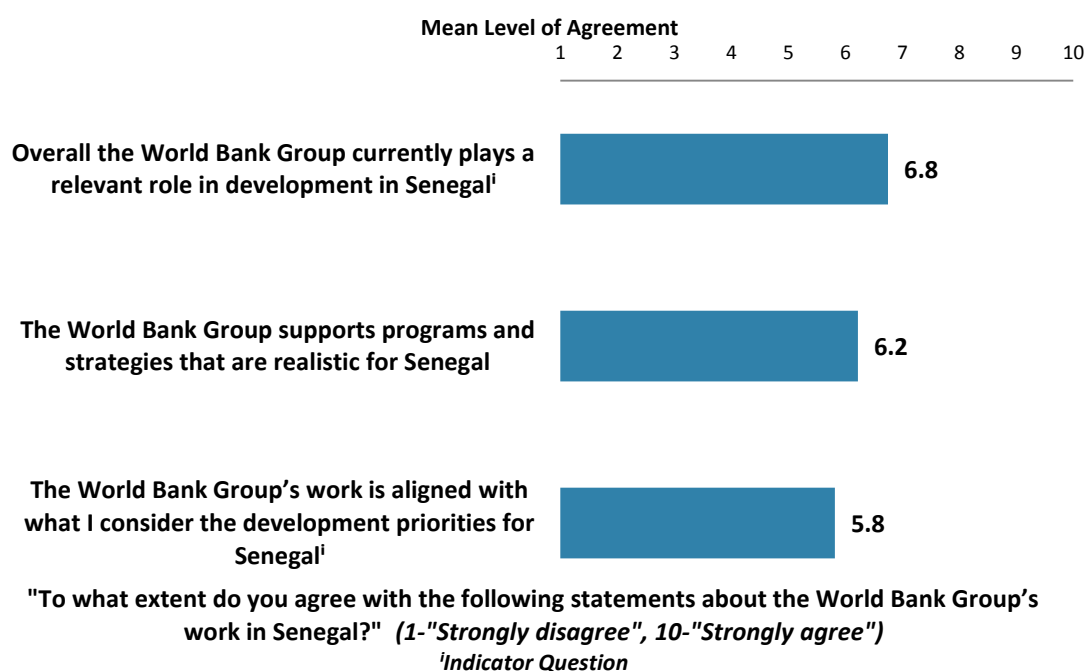 Mean Level of Agreement
1 2 3 4 5 6 7 8 9 10
Overall the World Bank Group currently plays a
relevant role in development in Senegalⁱ
6.8
The World Bank Group supports programs and
strategies that are realistic for Senegal
6.2
The World Bank Group’s work is aligned with
what I consider the development priorities for
Senegalⁱ
5.8
"To what extent do you agree with the following statements about the World Bank Group’s
work in Senegal?" (1-"Strongly disagree", 10-"Strongly agree")
ⁱIndicator Question